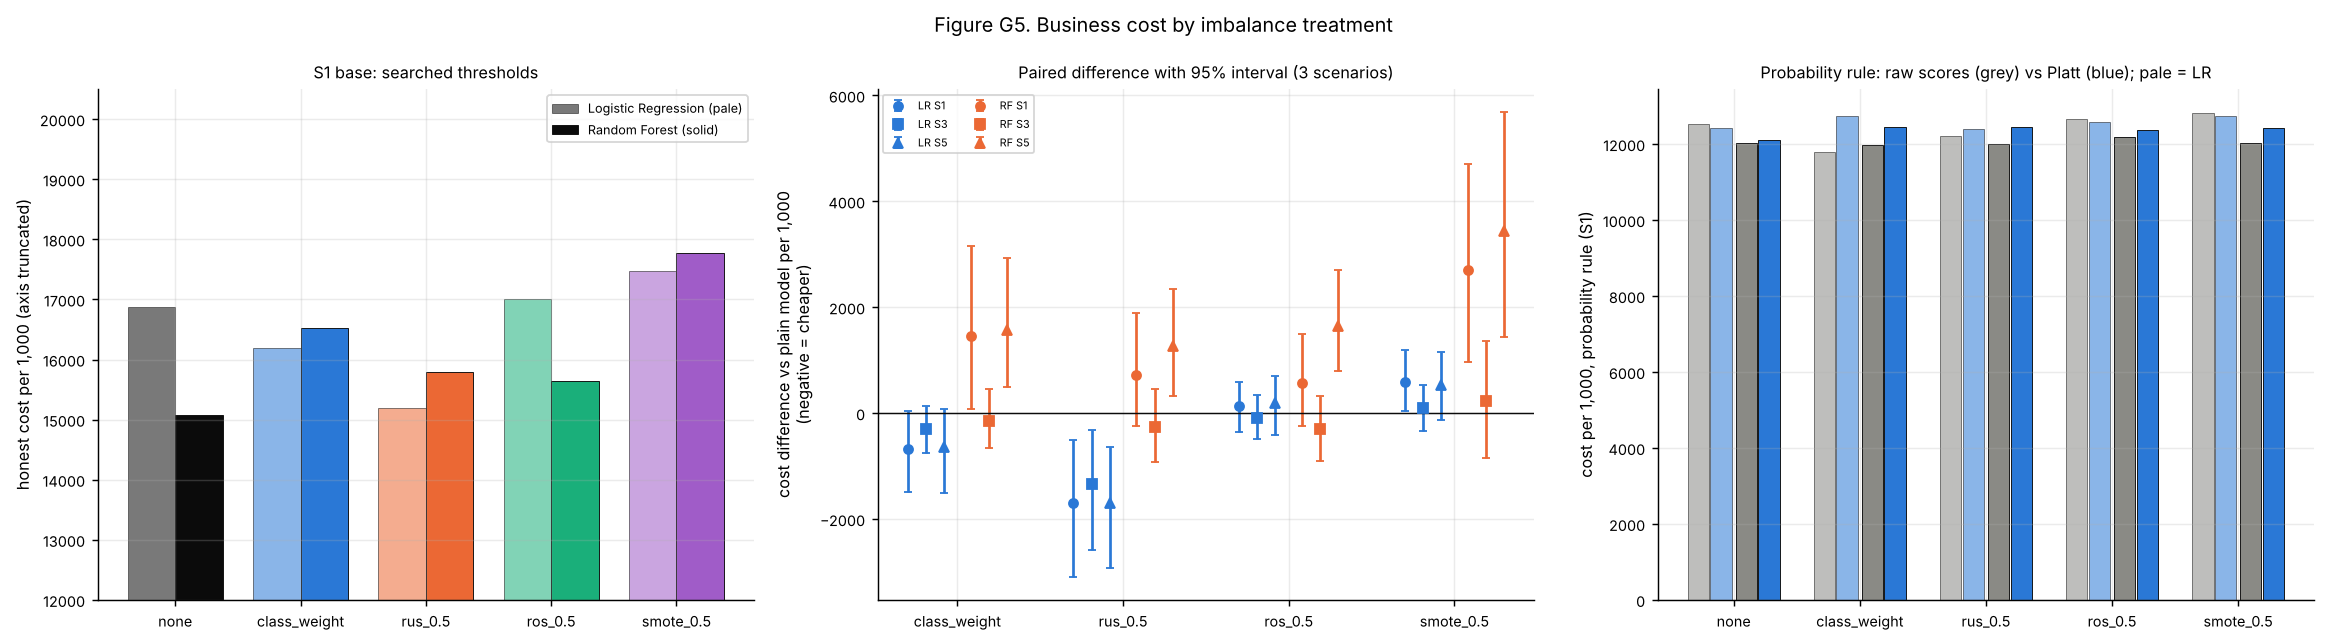 Figure G5. Business cost by imbalance treatment
S1 base: searched thresholds
honest cost per 1,000 (axis truncated)
20000
19000
18000
17000
16000
15000
14000
13000
12000
Logistic Regression (pale)
Random Forest (solid)
none
class_weight
rus_0.5
ros_0.5
smote_0.5
Paired difference with 95% interval (3 scenarios)
cost difference vs plain model per 1,000
(negative = cheaper)
6000
4000
2000
0
−2000
LR S1
LR S3
LR S5
RF S1
RF S3
RF S5
class_weight
rus_0.5
ros_0.5
smote_0.5
Probability rule: raw scores (grey) vs Platt (blue); pale = LR
cost per 1,000, probability rule (S1)
12000
10000
8000
6000
4000
2000
0
none
class_weight
rus_0.5
ros_0.5
smote_0.5